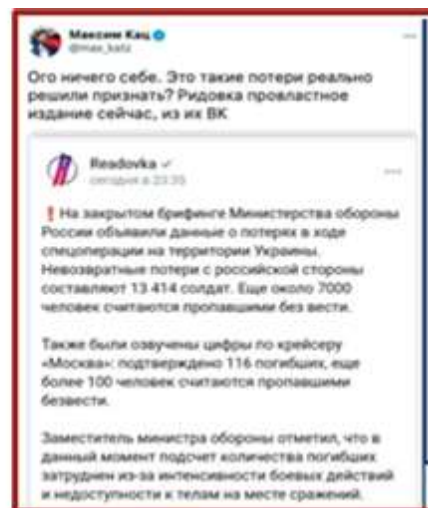 Максим Кац
@max_katz
Ого ничего себе. Это такие потери реально
решили признать? Ридовка провластное
издание сейчас, из их ВК
Readovka
сегодня в 23:35
❗На закрытом брифинге Министерства обороны
России объявили данные о потерях в ходе
спецоперации на территории Украины.
Невозвратные потери с российской стороны
составляют 13 414 солдат. Еще около 7000
человек считаются пропавшими без вести.
Также были озвучены цифры по крейсеру
«Москва»: подтверждено 116 погибших, еще
более 100 человек считаются пропавшими
безвести.
Заместитель министра обороны отметил, что в
данный момент подсчет количества погибших
затруднен из-за интенсивности боевых действий
и недоступности к телам на месте сражений.